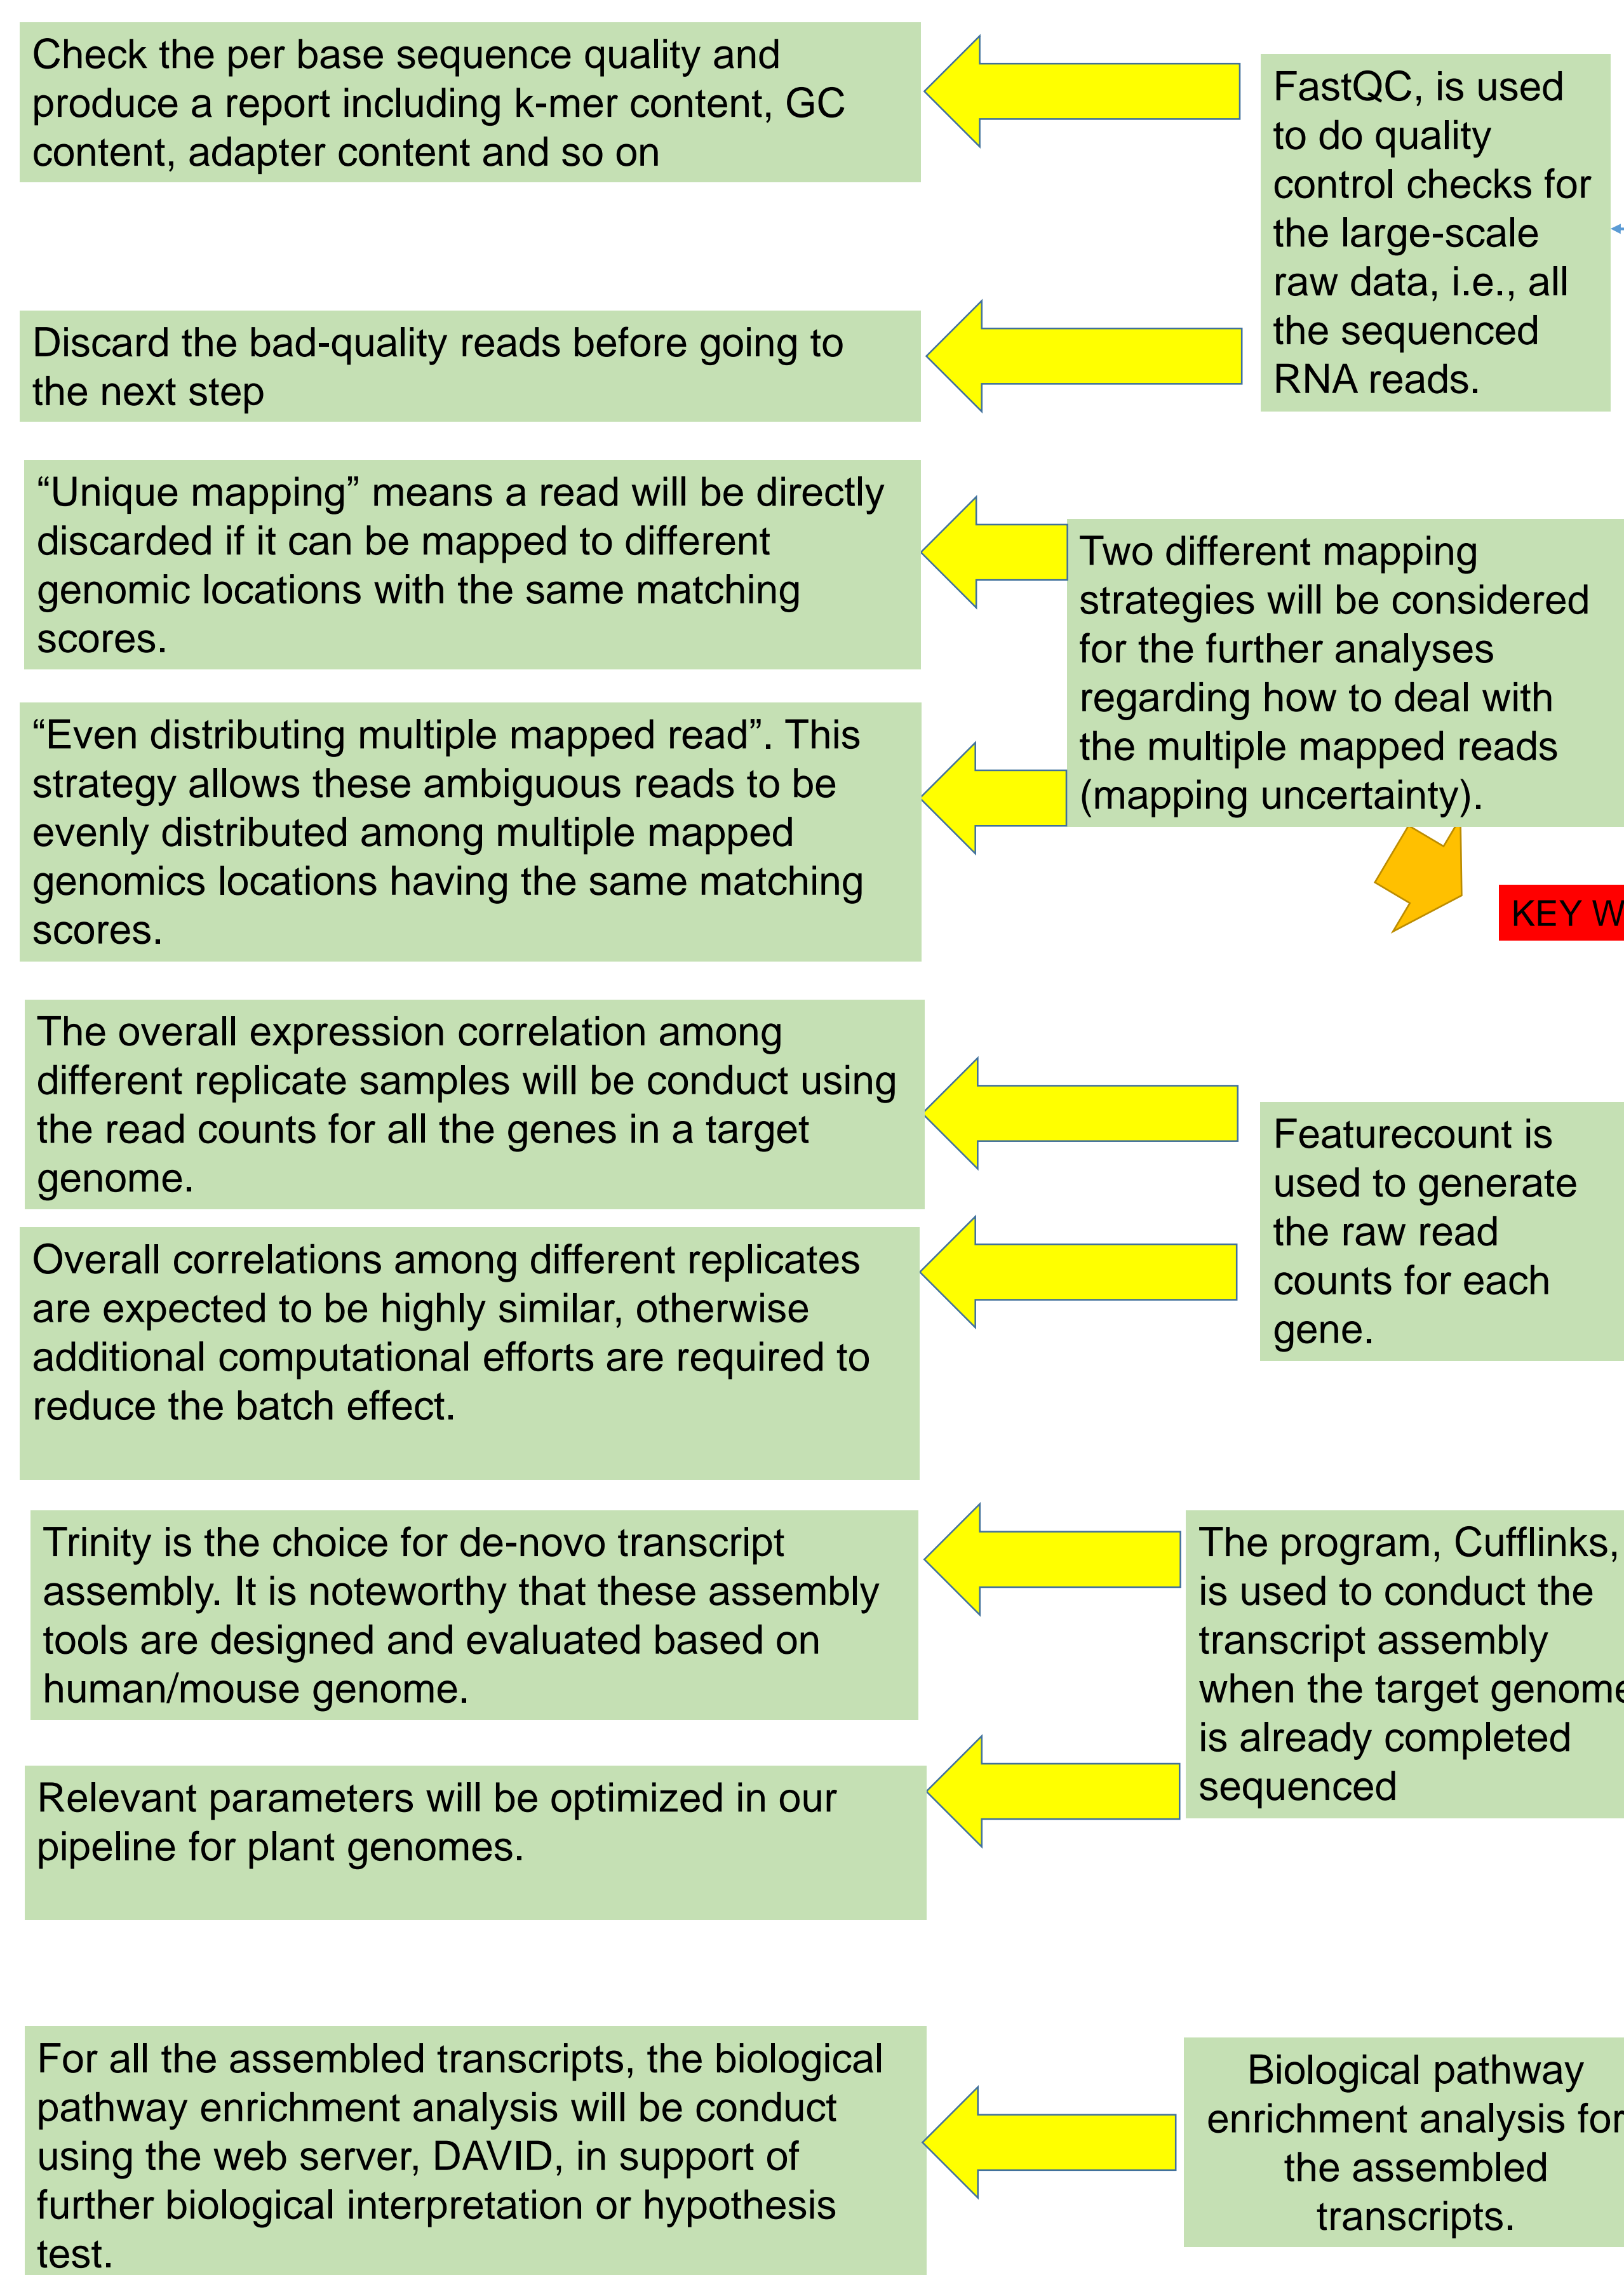 Check the per base sequence quality and
produce a report including k-mer content, GC
content, adapter content and so on
FastQC, is used
to do quality
control checks for
the large-scale
raw data, i.e., all
the sequenced
RNA reads.
Discard the bad-quality reads before going to
the next step
“Unique mapping” means a read will be directly
discarded if it can be mapped to different
genomic locations with the same matching
scores.
Two different mapping
strategies will be considered
for the further analyses
regarding how to deal with
the multiple mapped reads
(mapping uncertainty).
“Even distributing multiple mapped read”. This
strategy allows these ambiguous reads to be
evenly distributed among multiple mapped
genomics locations having the same matching
scores.
KEY W
The overall expression correlation among
different replicate samples will be conduct using
the read counts for all the genes in a target
genome.
Featurecount is
used to generate
the raw read
counts for each
gene.
Overall correlations among different replicates
are expected to be highly similar, otherwise
additional computational efforts are required to
reduce the batch effect.
Trinity is the choice for de-novo transcript
assembly. It is noteworthy that these assembly
tools are designed and evaluated based on
human/mouse genome.
The program, Cufflinks,
is used to conduct the
transcript assembly
when the target genome
is already completed
sequenced
Relevant parameters will be optimized in our
pipeline for plant genomes.
For all the assembled transcripts, the biological
pathway enrichment analysis will be conduct
using the web server, DAVID, in support of
further biological interpretation or hypothesis
test.
Biological pathway
enrichment analysis for
the assembled
transcripts.